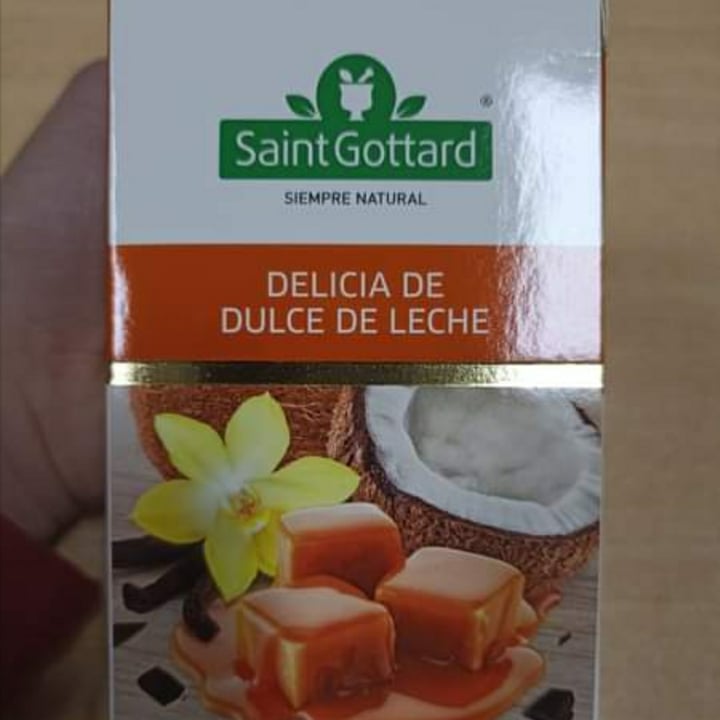 ®
SaintGottard
SIEMPRE NATURAL
DELICIA DE
DULCE DE LECHE